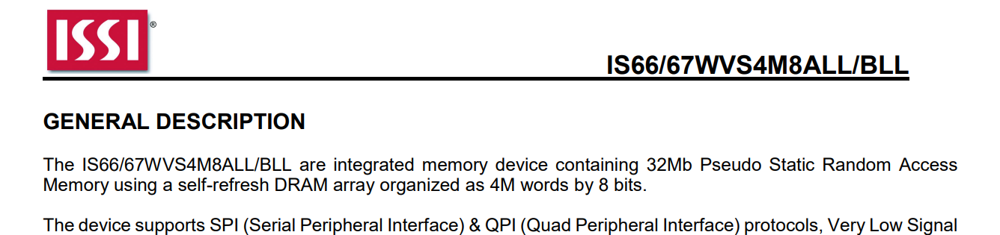 ISSI®
IS66/67WVS4M8ALL/BLL
GENERAL DESCRIPTION
The IS66/67WVS4M8ALL/BLL are integrated memory device containing 32Mb Pseudo Static Random Access
Memory using a self-refresh DRAM array organized as 4M words by 8 bits.
The device supports SPI (Serial Peripheral Interface) & QPI (Quad Peripheral Interface) protocols, Very Low Signal